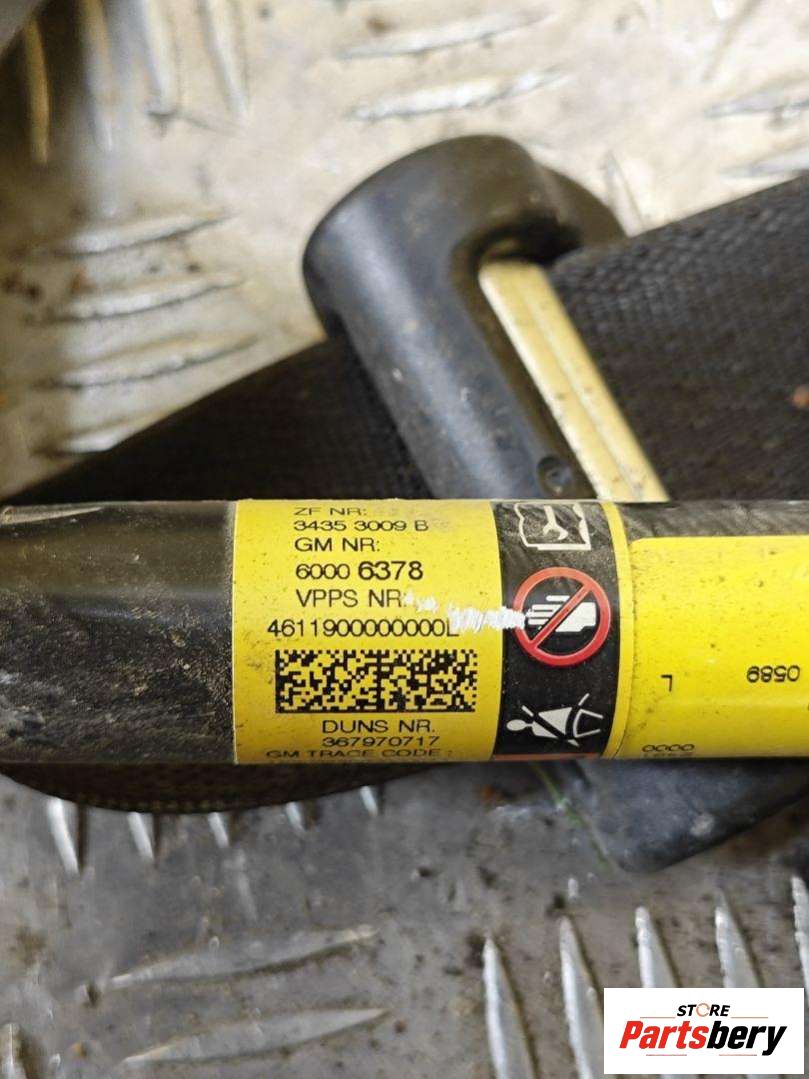 ZF NR:
3435 3009 B
GM NR:
6000 6378
VPPS NR:
4611900000000L
DUNS NR.
367970717
GM TRACE CODE:
L
0589
0000
STORE
Partsbery